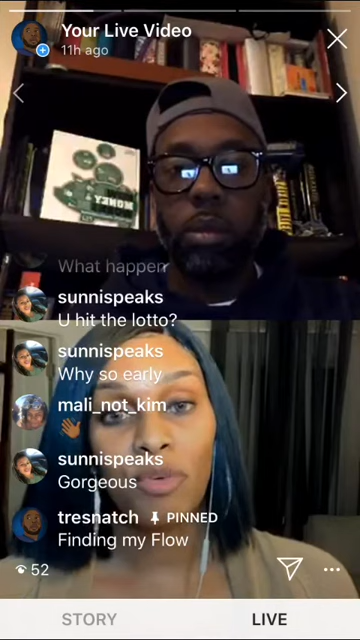 Your Live Video
11h ago
MONEY
What happen
sunnispeaks
U hit the lotto?
sunnispeaks
Why so early
mali_not_kim
👋🏾
sunnispeaks
Gorgeous
tresnatch PINNED
Finding my Flow
52
STORY LIVE